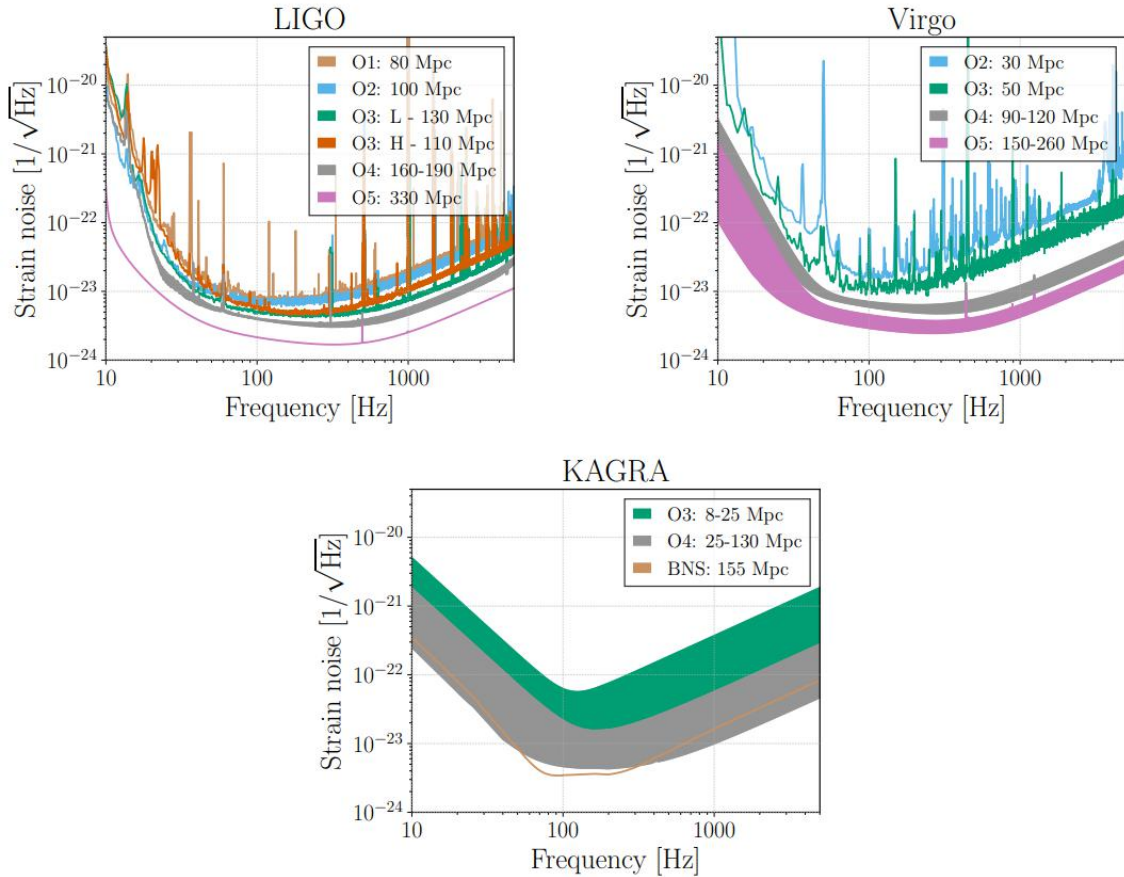 LIGO
Strain noise [1/√Hz]
10⁻²⁰
10⁻²¹
10⁻²²
10⁻²³
10⁻²⁴
O1: 80 Mpc
O2: 100 Mpc
O3: L - 130 Mpc
O3: H - 110 Mpc
O4: 160-190 Mpc
O5: 330 Mpc
10
100
1000
Frequency [Hz]
Virgo
Strain noise [1/√Hz]
10⁻²⁰
10⁻²¹
10⁻²²
10⁻²³
10⁻²⁴
O2: 30 Mpc
O3: 50 Mpc
O4: 90-120 Mpc
O5: 150-260 Mpc
10
100
1000
Frequency [Hz]
KAGRA
Strain noise [1/√Hz]
10⁻²⁰
10⁻²¹
10⁻²²
10⁻²³
10⁻²⁴
O3: 8-25 Mpc
O4: 25-130 Mpc
BNS: 155 Mpc
10
100
1000
Frequency [Hz]